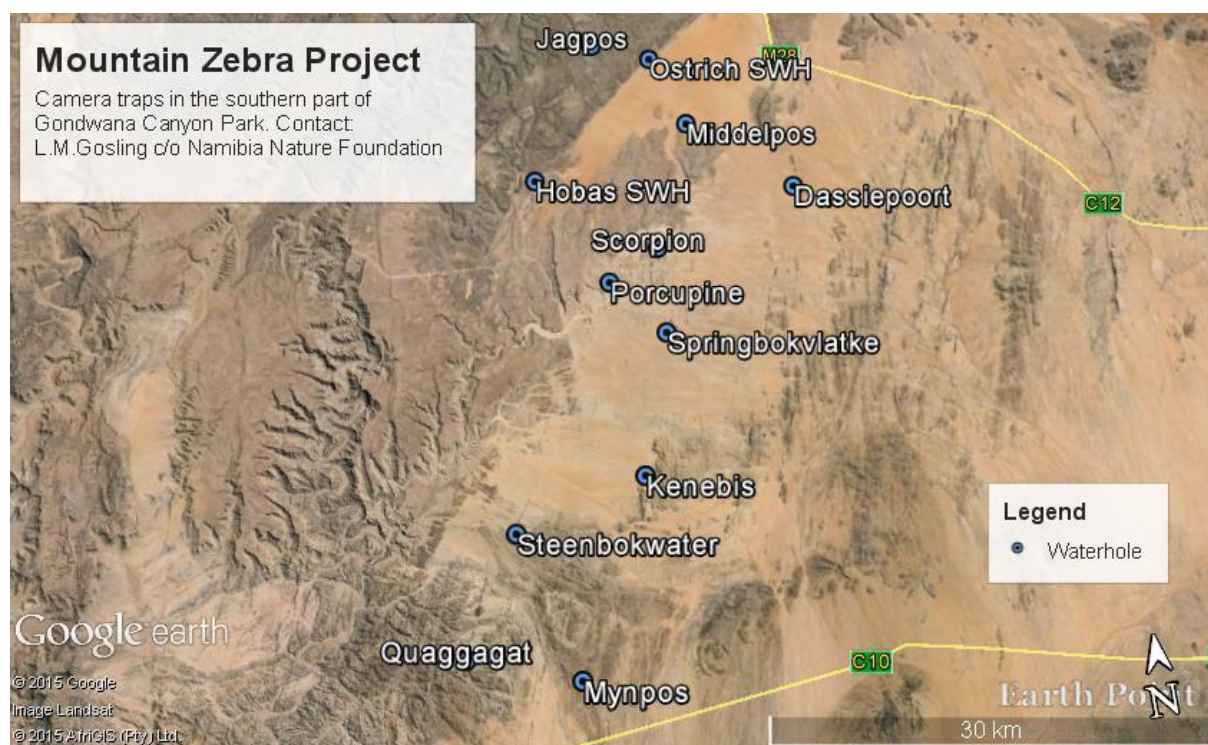 Mountain Zebra Project
Camera traps in the southern part of
Gondwana Canyon Park. Contact:
L.M.Gosling c/o Namibia Nature Foundation
Jagpos
Ostrich SWH
M28
Middelpos
Hobas SWH
Dassiepoort
C12
Scorpion
Porcupine
Springbokvlatke
Kenebis
Legend
Waterhole
Steenbokwater
Google earth
Quaggagat
C10
Mynpos
© 2015 Google
Image Landsat
© 2015 AfriGIS (Pty) Ltd.
Earth Point
N
30 km